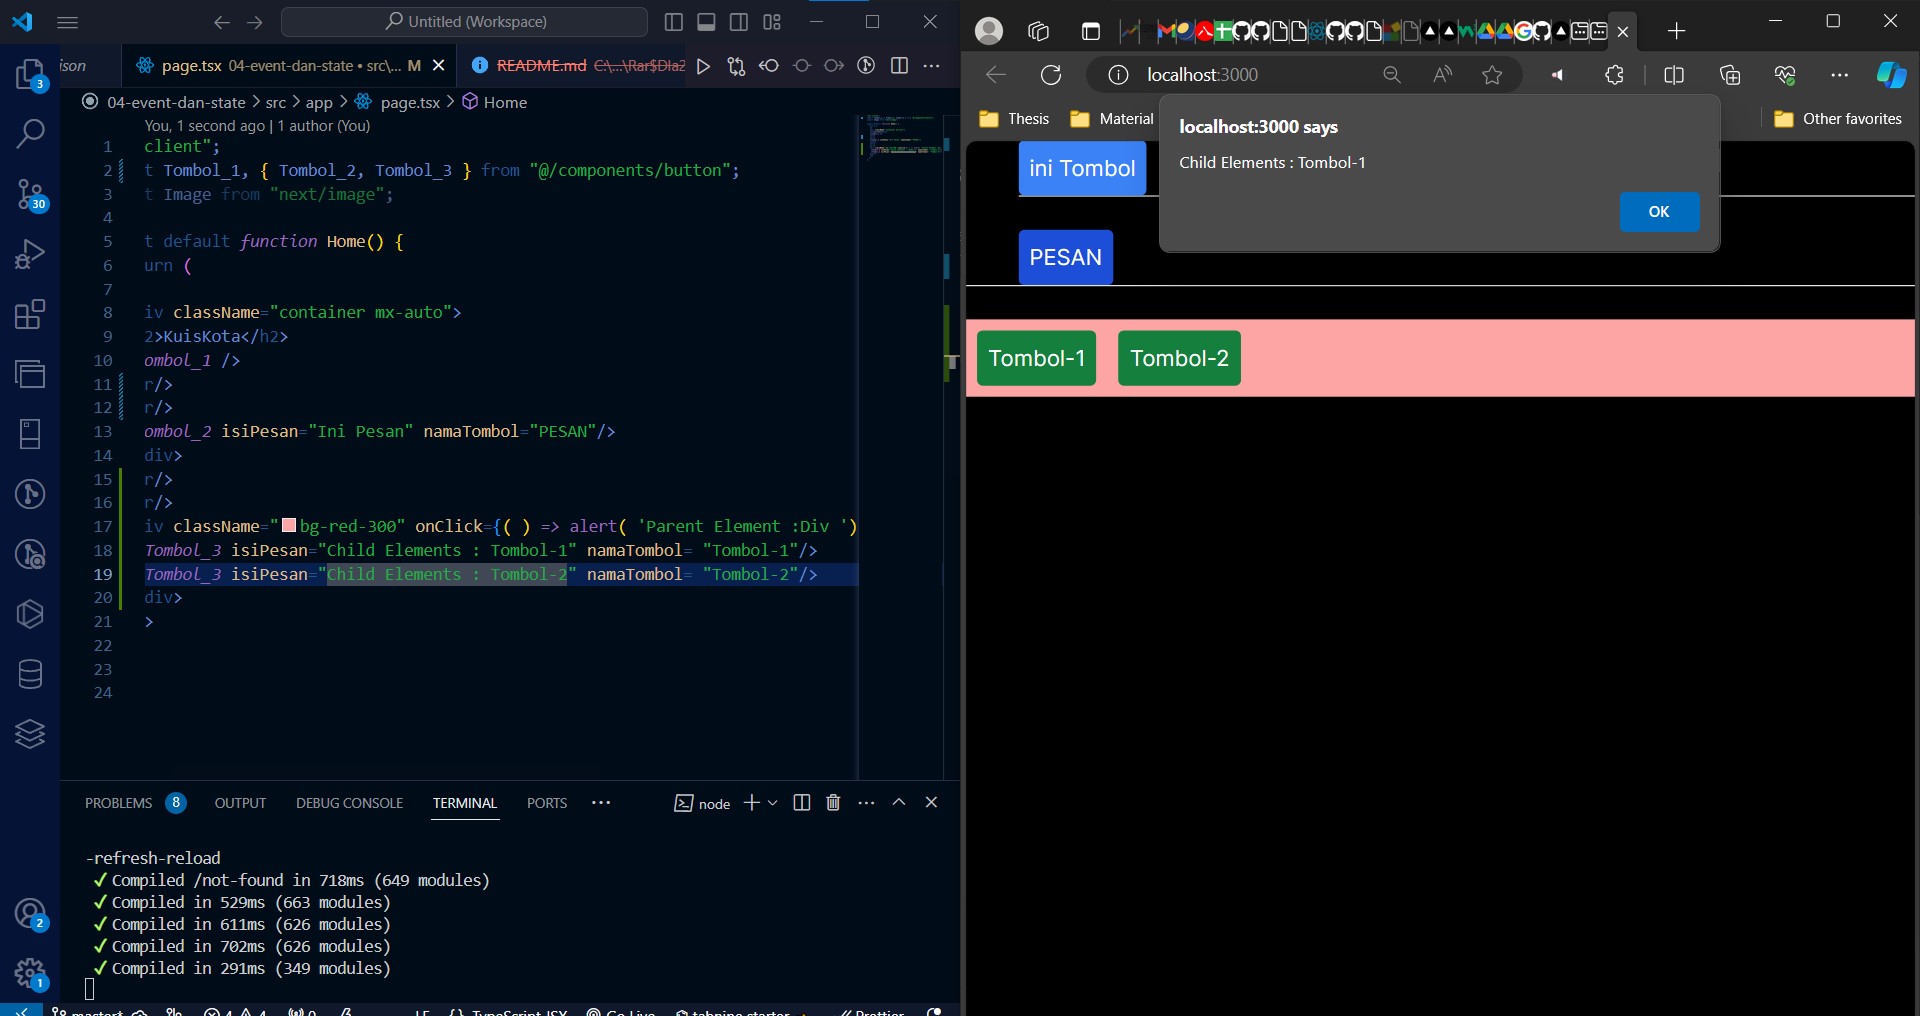 Untitled (Workspace)
3
ison
page.tsx 04-event-dan-state • src\... M
README.md C:\...\Rar$DIa2
04-event-dan-state > src > app > page.tsx > Home
You, 1 second ago | 1 author (You)
1 client";
2 t Tombol_1, { Tombol_2, Tombol_3 } from "@/components/button";
3 t Image from "next/image";
4
5 t default function Home() {
6 urn (
7
8 iv className="container mx-auto">
9 2>KuisKota</h2>
10 ombol_1 />
11 r/>
12 r/>
13 ombol_2 isiPesan="Ini Pesan" namaTombol="PESAN"/>
14 div>
15 r/>
16 r/>
17 iv className="bg-red-300" onClick={( ) => alert( 'Parent Element :Div ')
18 Tombol_3 isiPesan="Child Elements : Tombol-1" namaTombol= "Tombol-1"/>
19 Tombol_3 isiPesan="Child Elements : Tombol-2" namaTombol= "Tombol-2"/>
20 div>
21 >
22
23
24
30
PROBLEMS 8 OUTPUT DEBUG CONSOLE TERMINAL PORTS ... node
-refresh-reload
✓ Compiled /not-found in 718ms (649 modules)
✓ Compiled in 529ms (663 modules)
✓ Compiled in 611ms (626 modules)
✓ Compiled in 702ms (626 modules)
✓ Compiled in 291ms (349 modules)
2
1
localhost:3000
Thesis
Material
Other favorites
localhost:3000 says
Child Elements : Tombol-1
OK
ini Tombol
PESAN
Tombol-1 Tombol-2